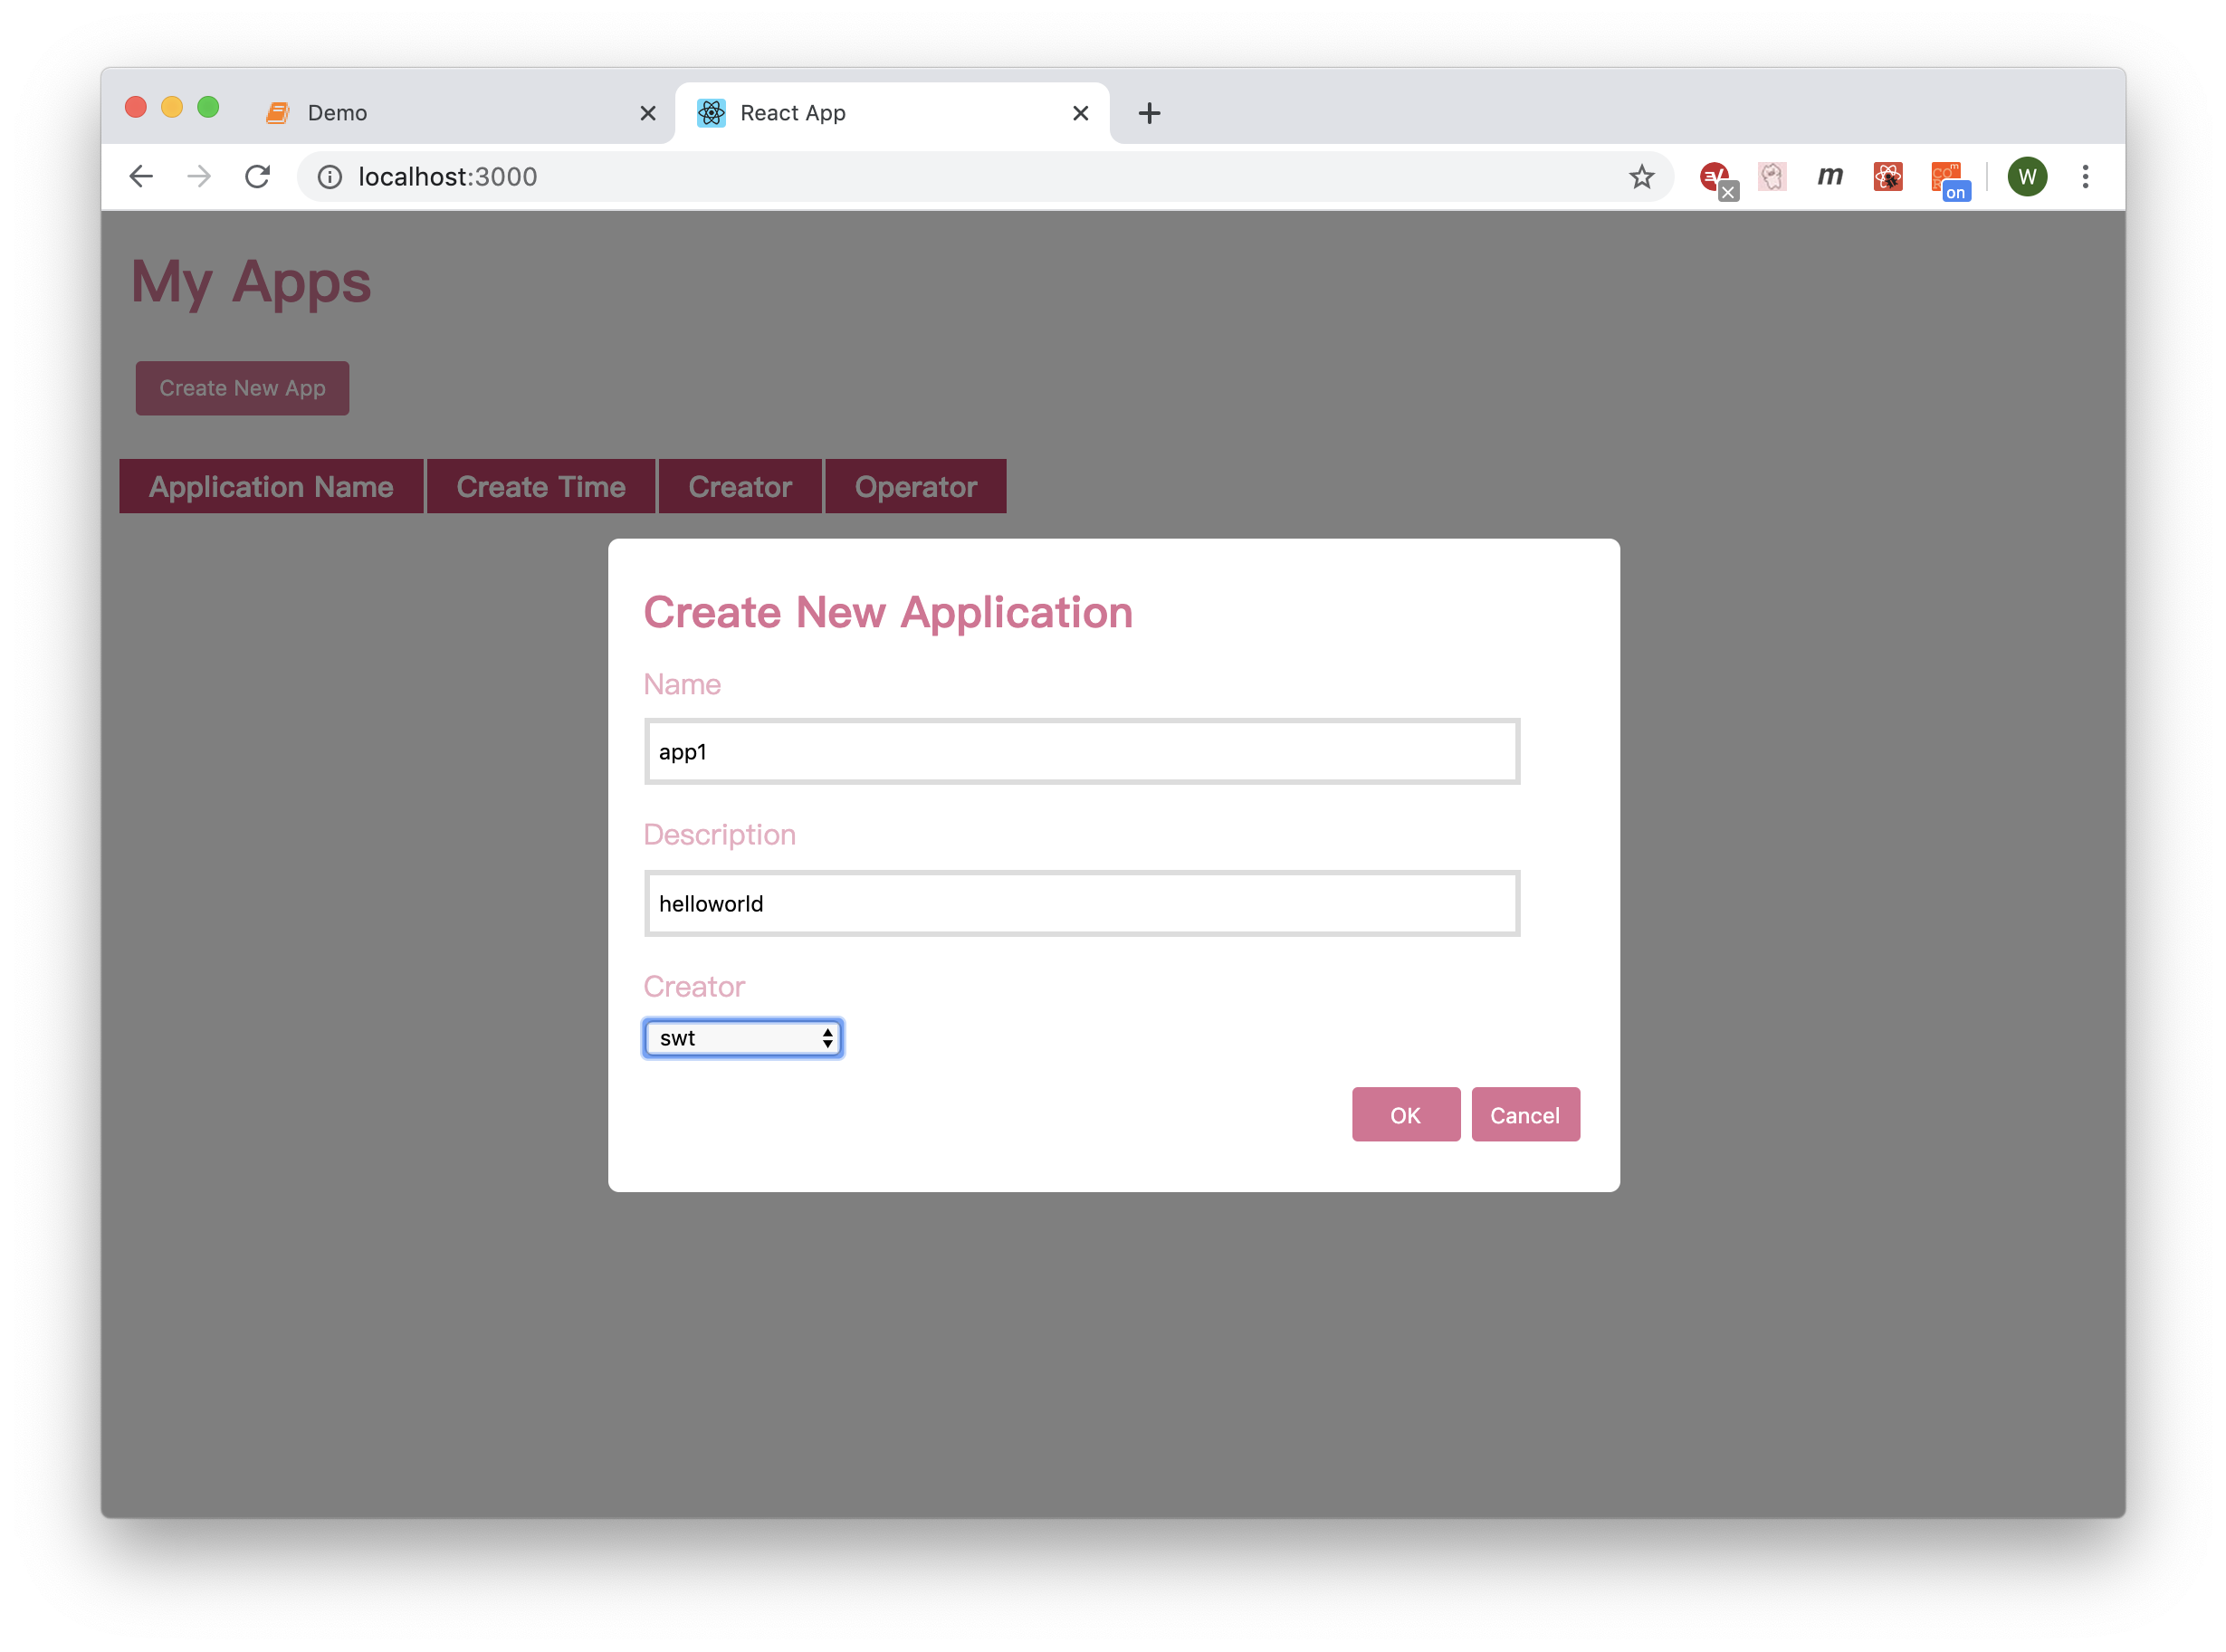 Demo
React App
localhost:3000
m
on
W
My Apps
Create New App
Application Name Create Time Creator Operator
Create New Application
Name
app1
Description
helloworld
Creator
swt
OK Cancel